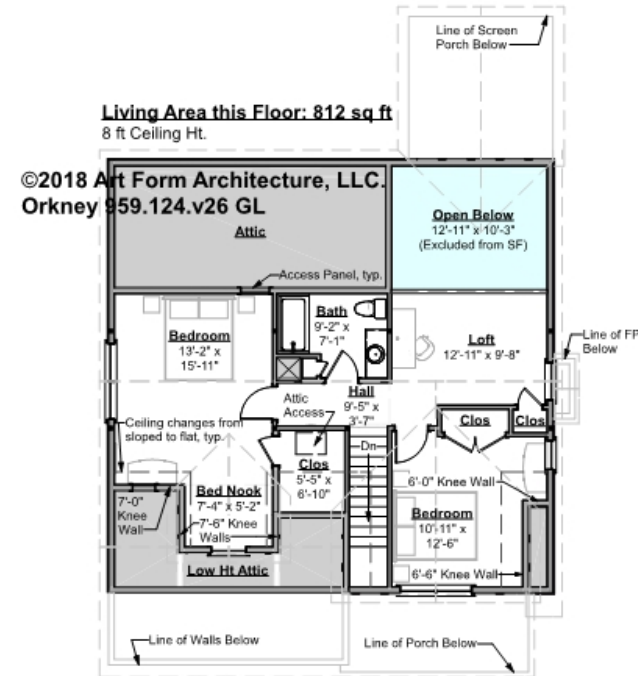 Line of Screen
Porch Below
Living Area this Floor: 812 sq ft
8 ft Ceiling Ht.
©2018 Art Form Architecture, LLC.
Orkney 959.124.v26 GL
Attic
Open Below
12'-11" x 10'-3"
(Excluded from SF)
Access Panel, typ.
Bath
9'-2" x
7'-1"
Bedroom
13'-2" x
15'-11"
Loft
12'-11" x 9'-8"
Line of FP
Below
Hall
9'-5" x
3'-7"
Attic
Access
Clos
Clos
Ceiling changes from
sloped to flat, typ.
Dn
Clos
5'-5" x
6'-10"
6'-0" Knee Wall
Bed Nook
7'-4" x 5'-2"
7'-0"
Knee
Wall
7'-6" Knee
Walls
Bedroom
10'-11" x
12'-6"
Low Ht Attic
6'-6" Knee Wall
Line of Walls Below
Line of Porch Below